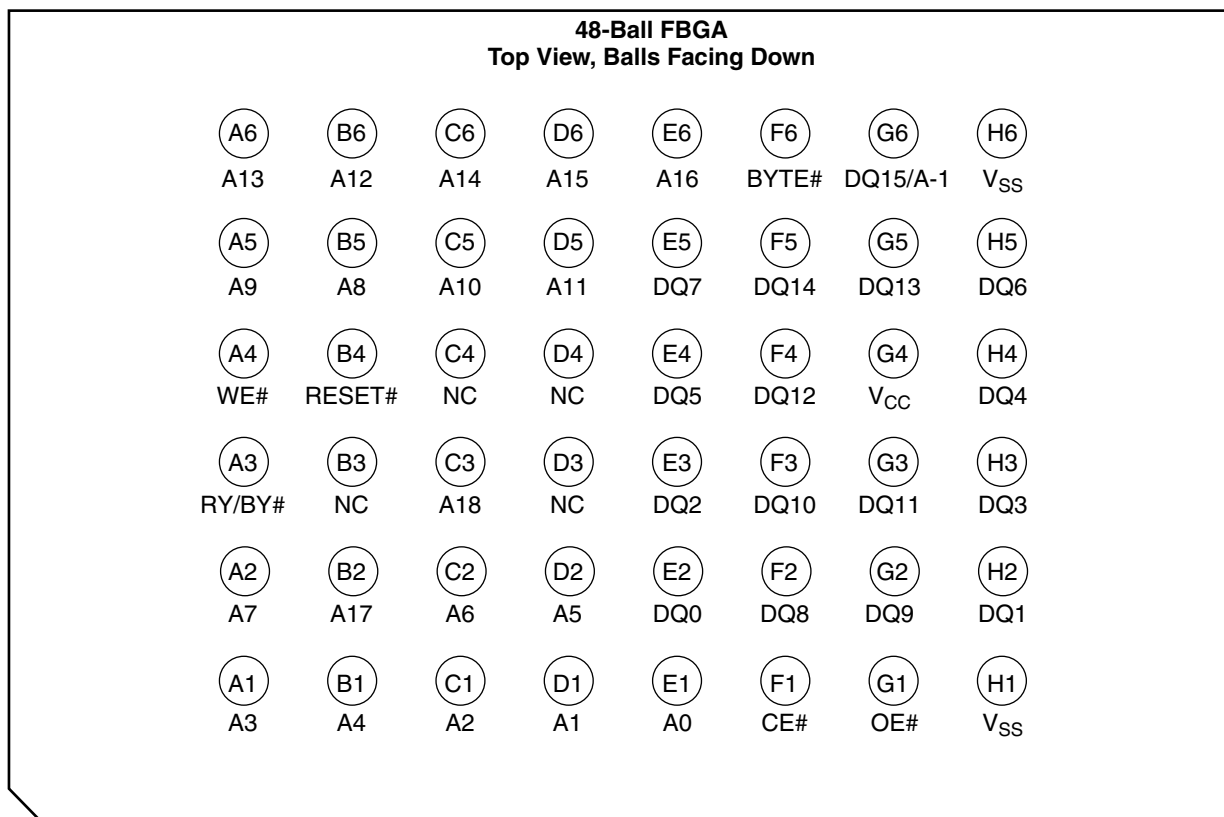 48-Ball FBGA
Top View, Balls Facing Down
A6 B6 C6 D6 E6 F6 G6 H6
A13 A12 A14 A15 A16 BYTE# DQ15/A-1 VSS
A5 B5 C5 D5 E5 F5 G5 H5
A9 A8 A10 A11 DQ7 DQ14 DQ13 DQ6
A4 B4 C4 D4 E4 F4 G4 H4
WE# RESET# NC NC DQ5 DQ12 VCC DQ4
A3 B3 C3 D3 E3 F3 G3 H3
RY/BY# NC A18 NC DQ2 DQ10 DQ11 DQ3
A2 B2 C2 D2 E2 F2 G2 H2
A7 A17 A6 A5 DQ0 DQ8 DQ9 DQ1
A1 B1 C1 D1 E1 F1 G1 H1
A3 A4 A2 A1 A0 CE# OE# VSS